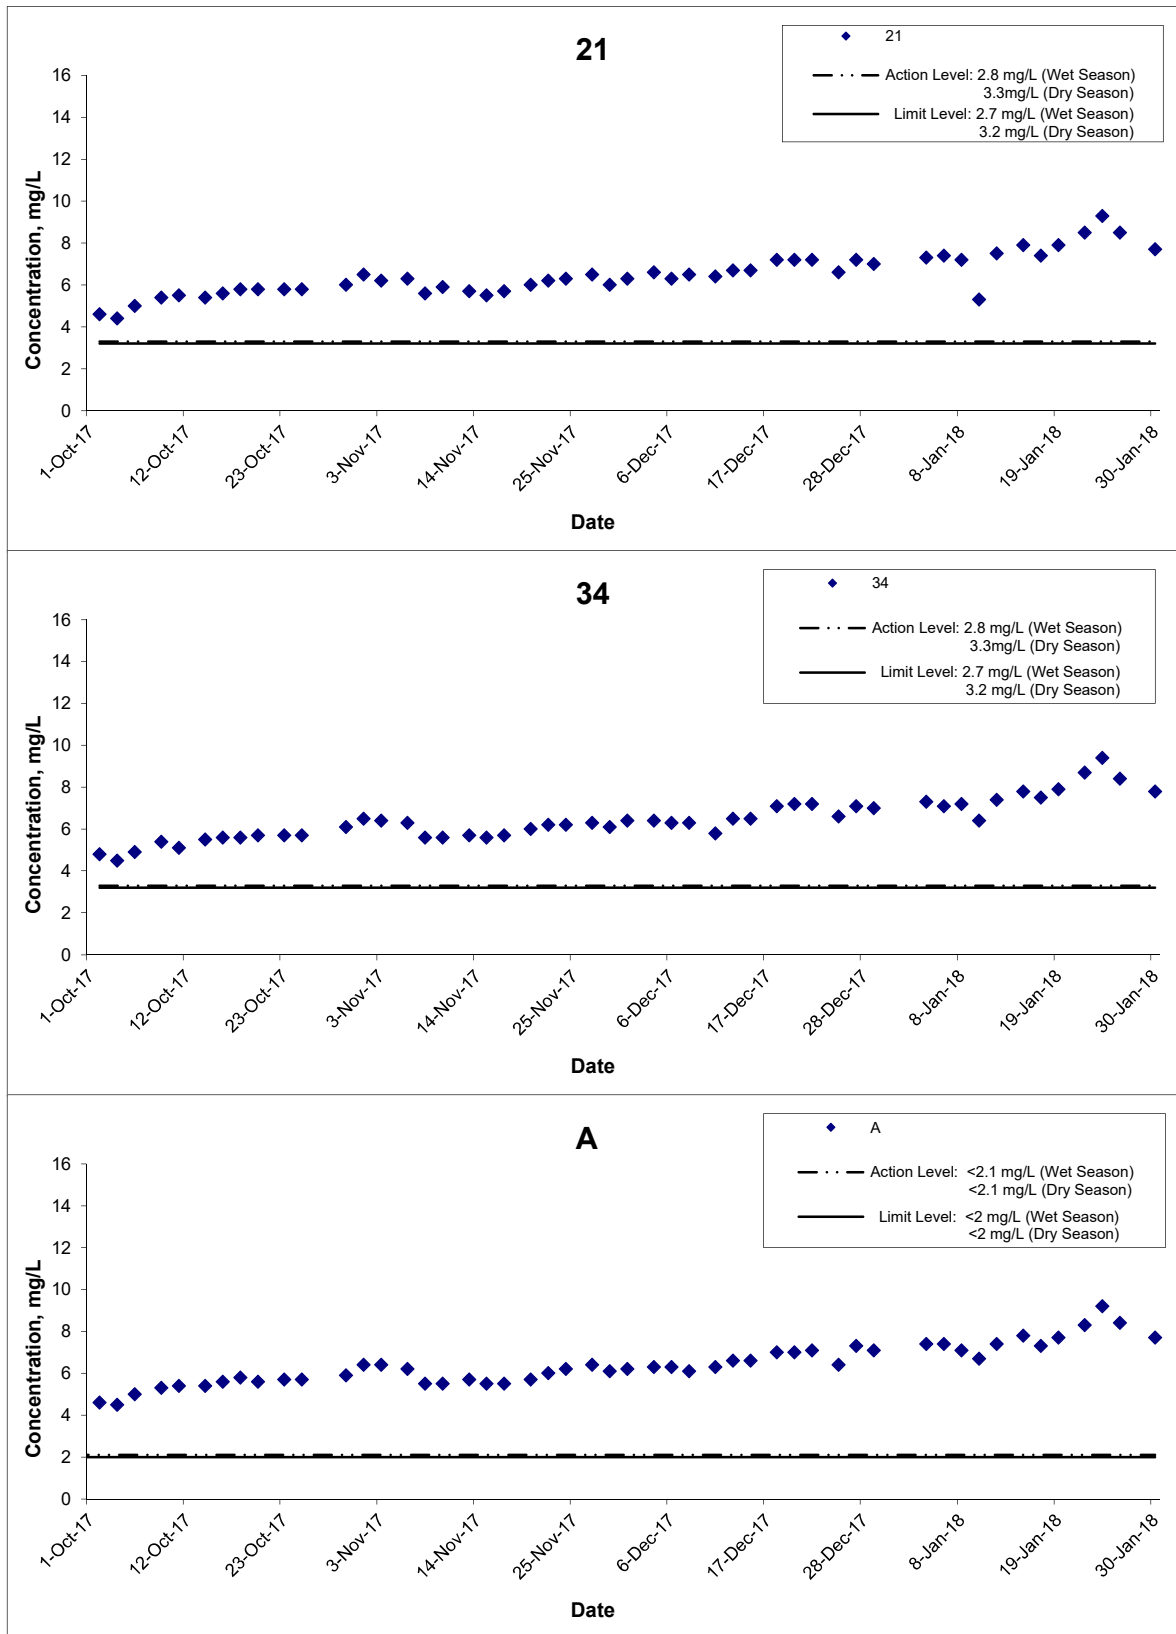 21
21
Action Level: 2.8 mg/L (Wet Season)
3.3mg/L (Dry Season)
Limit Level: 2.7 mg/L (Wet Season)
3.2 mg/L (Dry Season)
Concentration, mg/L
16
14
12
10
8
6
4
2
0
1-Oct-17
12-Oct-17
23-Oct-17
3-Nov-17
14-Nov-17
25-Nov-17
6-Dec-17
17-Dec-17
28-Dec-17
8-Jan-18
19-Jan-18
30-Jan-18
Date
34
34
Action Level: 2.8 mg/L (Wet Season)
3.3mg/L (Dry Season)
Limit Level: 2.7 mg/L (Wet Season)
3.2 mg/L (Dry Season)
Concentration, mg/L
16
14
12
10
8
6
4
2
0
1-Oct-17
12-Oct-17
23-Oct-17
3-Nov-17
14-Nov-17
25-Nov-17
6-Dec-17
17-Dec-17
28-Dec-17
8-Jan-18
19-Jan-18
30-Jan-18
Date
A
A
Action Level: <2.1 mg/L (Wet Season)
<2.1 mg/L (Dry Season)
Limit Level: <2 mg/L (Wet Season)
<2 mg/L (Dry Season)
Concentration, mg/L
16
14
12
10
8
6
4
2
0
1-Oct-17
12-Oct-17
23-Oct-17
3-Nov-17
14-Nov-17
25-Nov-17
6-Dec-17
17-Dec-17
28-Dec-17
8-Jan-18
19-Jan-18
30-Jan-18
Date